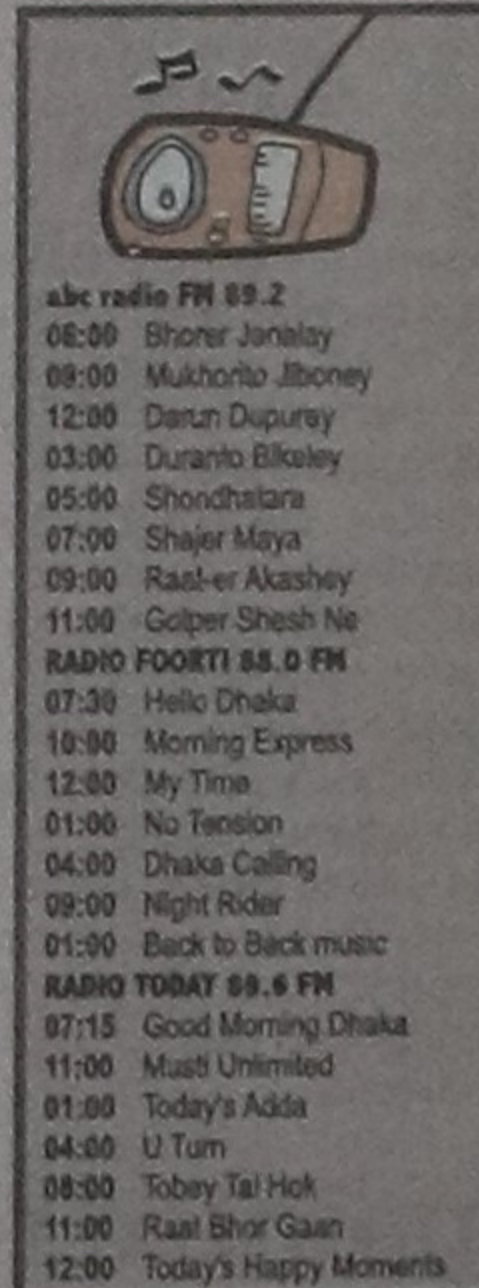 abc radio FM 89.2
06:00 Bhorer Janalay
09:00 Mukhorito Jiboney
12:00 Darun Dupurey
03:00 Duranto Bikeley
05:00 Shondhatara
07:00 Shajer Maya
09:00 Raat-er Akashey
11:00 Golper Shesh Nei
RADIO FOORTI 88.0 FM
07:30 Hello Dhaka
10:00 Morning Express
12:00 My Time
01:00 No Tension
04:00 Dhaka Calling
09:00 Night Rider
01:00 Back to Back music
RADIO TODAY 89.6 FM
07:15 Good Morning Dhaka
11:00 Musti Unlimited
01:00 Today's Adda
04:00 U Turn
08:00 Tobey Tai Hok
11:00 Raat Bhor Gaan
12:00 Today's Happy Moments